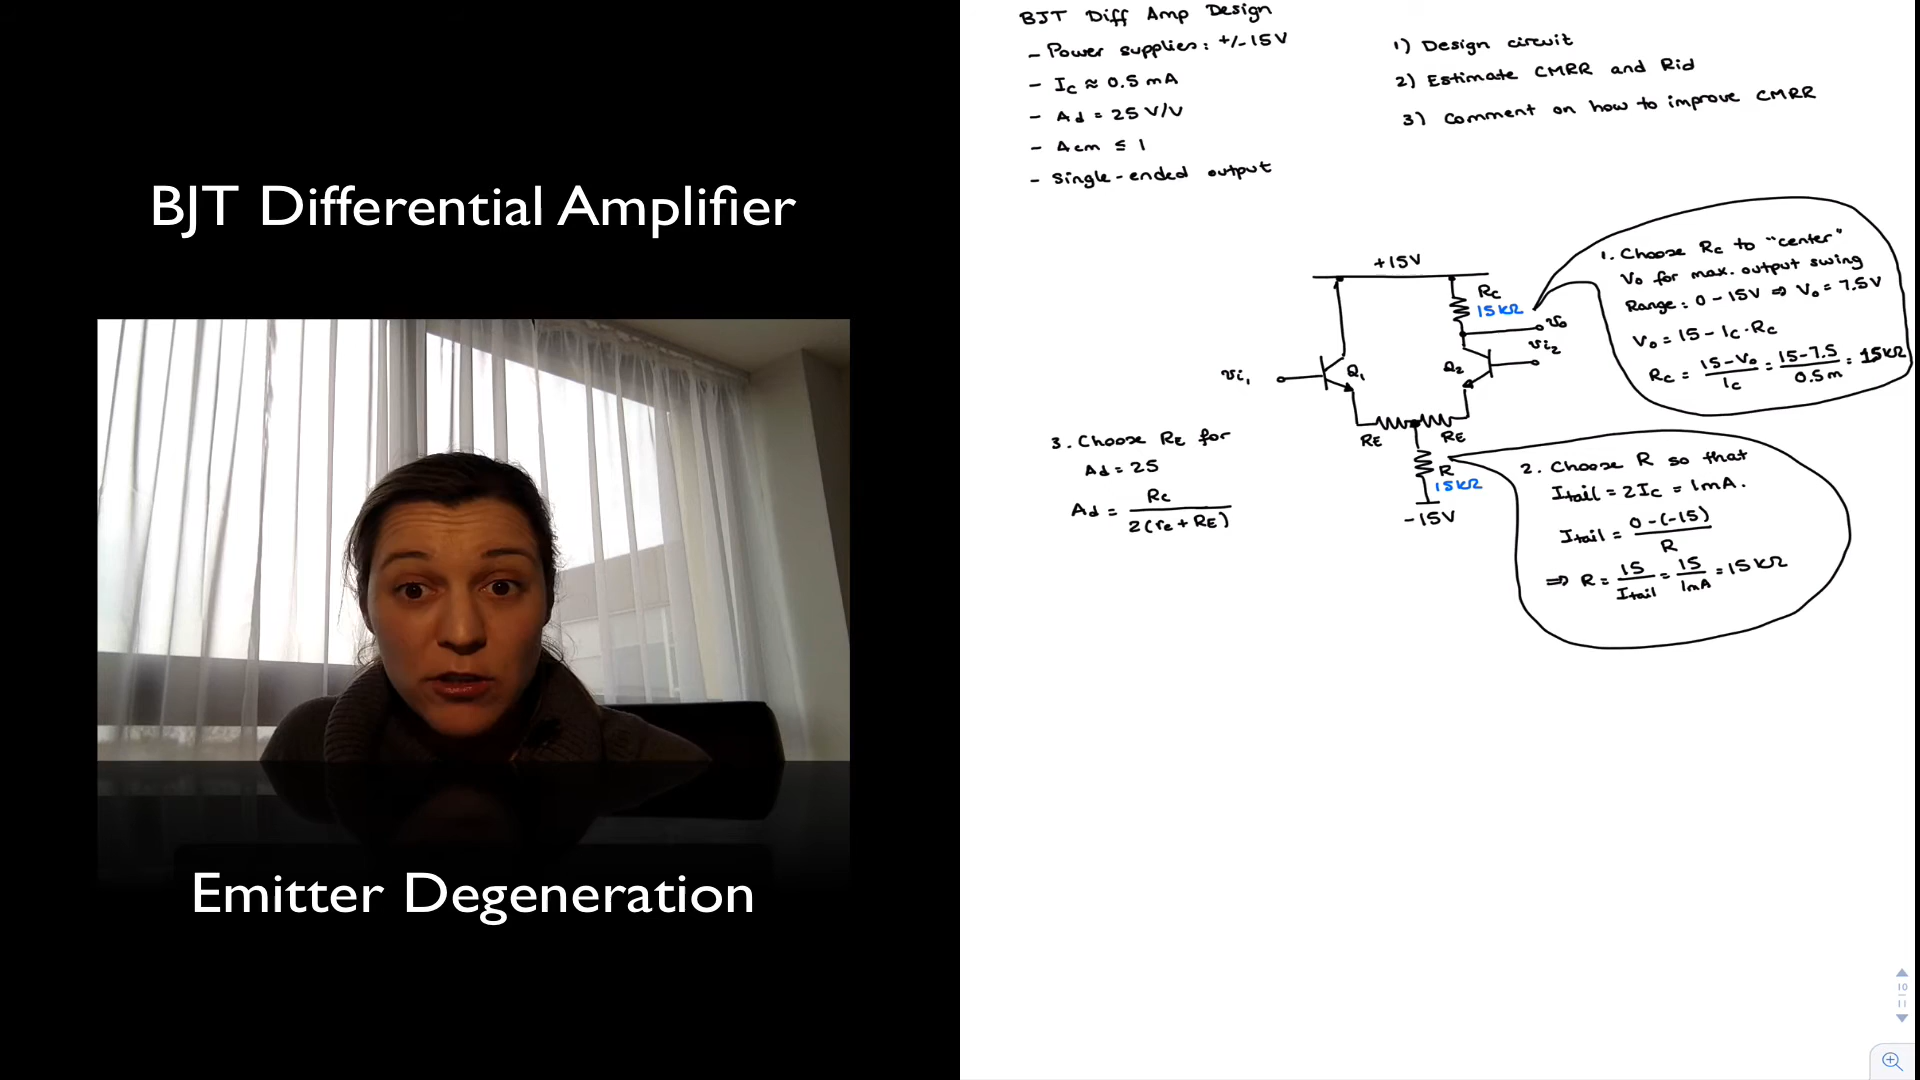 BJT Differential Amplifier
Emitter Degeneration
BJT Diff Amp Design
- Power supplies: +/-15V
- Ic ≈ 0.5 mA
- Ad = 25 V/V
- Acm ≤ 1
- Single-ended output
1) Design circuit
2) Estimate CMRR and Rid
3) Comment on how to improve CMRR
+15V
Rc
15kΩ
vo
vi2
vi1
Q1
Q2
RE
RE
R
15kΩ
-15V
1. Choose Rc to "center"
Vo for max. output swing
Range: 0-15V ⇒ Vo = 7.5V
Vo = 15 - Ic·Rc
Rc = 15-Vo/Ic = 15-7.5/0.5m = 15kΩ
2. Choose R so that
Itail = 2Ic = 1mA.
Itail = 0-(-15)/R
⇒ R = 15/Itail = 15/1mA = 15kΩ
3. Choose RE for
Ad = 25
Ad = Rc/2(re + RE)
10
11